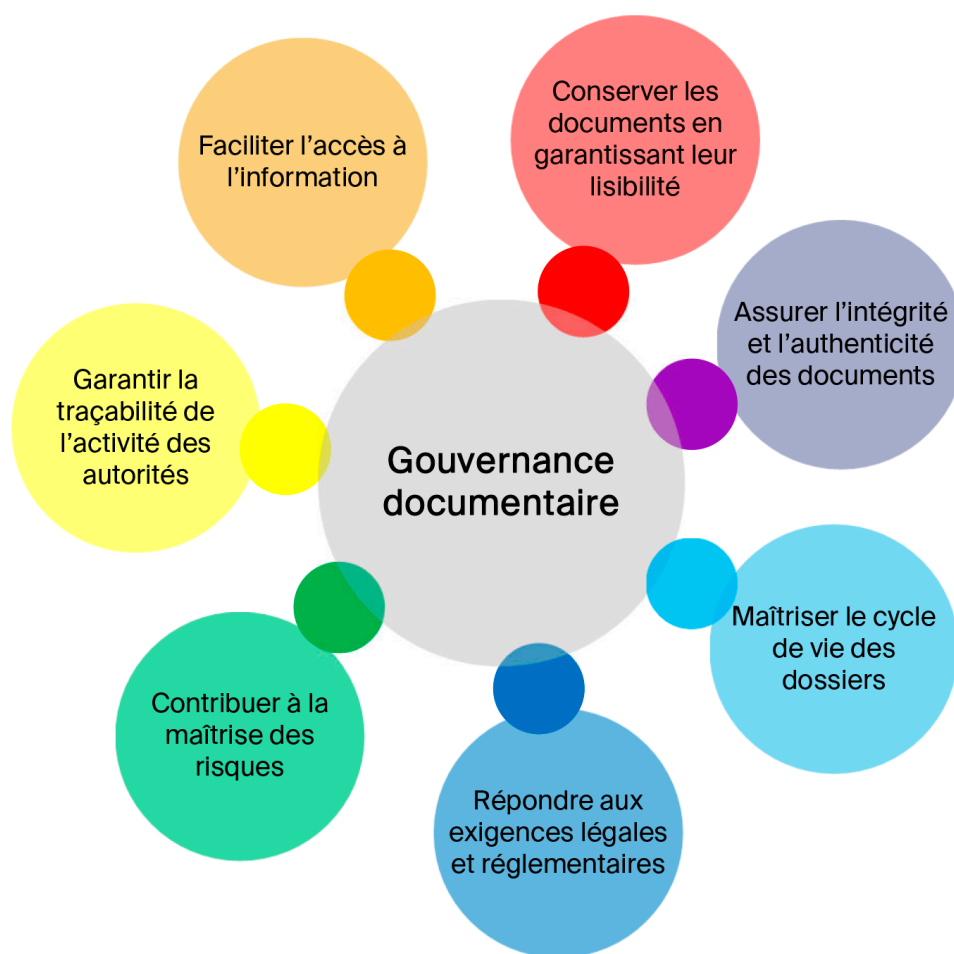 Conserver les
documents en
garantissant leur
lisibilité
Faciliter l’accès à
l’information
Assurer l’intégrité
et l’authenticité
des documents
Garantir la
traçabilité de
l’activité des
autorités
Gouvernance
documentaire
Maîtriser le cycle
de vie des
dossiers
Contribuer à la
maîtrise des
risques
Répondre aux
exigences légales
et réglementaires